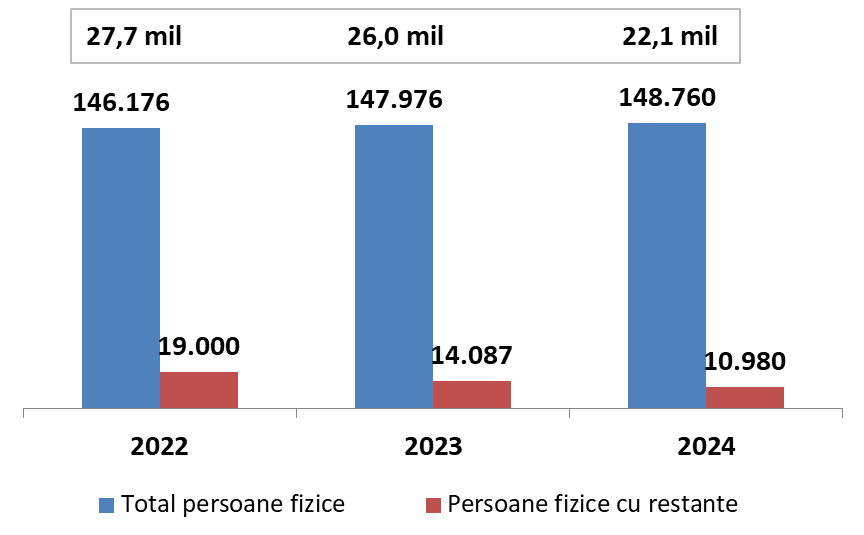 27,7 mil 26,0 mil 22,1 mil
146.176 147.976 148.760
19.000 14.087 10.980
2022 2023 2024
Total persoane fizice Persoane fizice cu restante